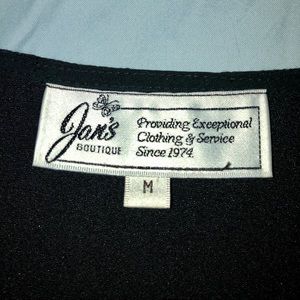 Jan's
BOUTIQUE
Providing Exceptional
Clothing & Service
Since 1974
M